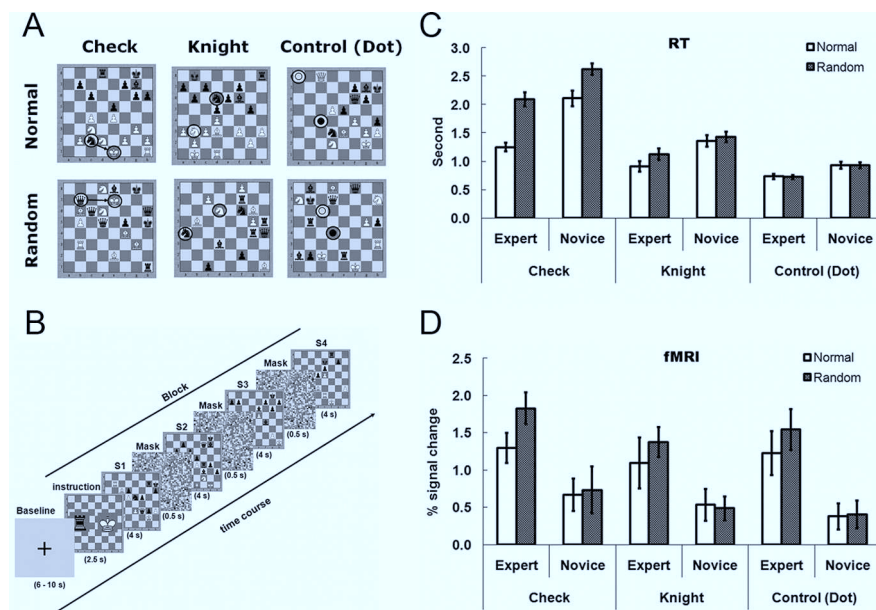 A
Check Knight Control (Dot)
Normal
Random
B
Block
time course
Baseline
+
(6 - 10 s)
instruction
(2.5 s)
S1
(4 s)
Mask
(0.5 s)
S2
(4 s)
Mask
(0.5 s)
S3
(4 s)
Mask
(0.5 s)
S4
(4 s)
C
RT
Normal
Random
Second
3.0
2.5
2.0
1.5
1.0
0.5
0.0
Expert Novice Expert Novice Expert Novice
Check Knight Control (Dot)
D
fMRI
Normal
Random
% signal change
2.5
2.0
1.5
1.0
0.5
0.0
Expert Novice Expert Novice Expert Novice
Check Knight Control (Dot)